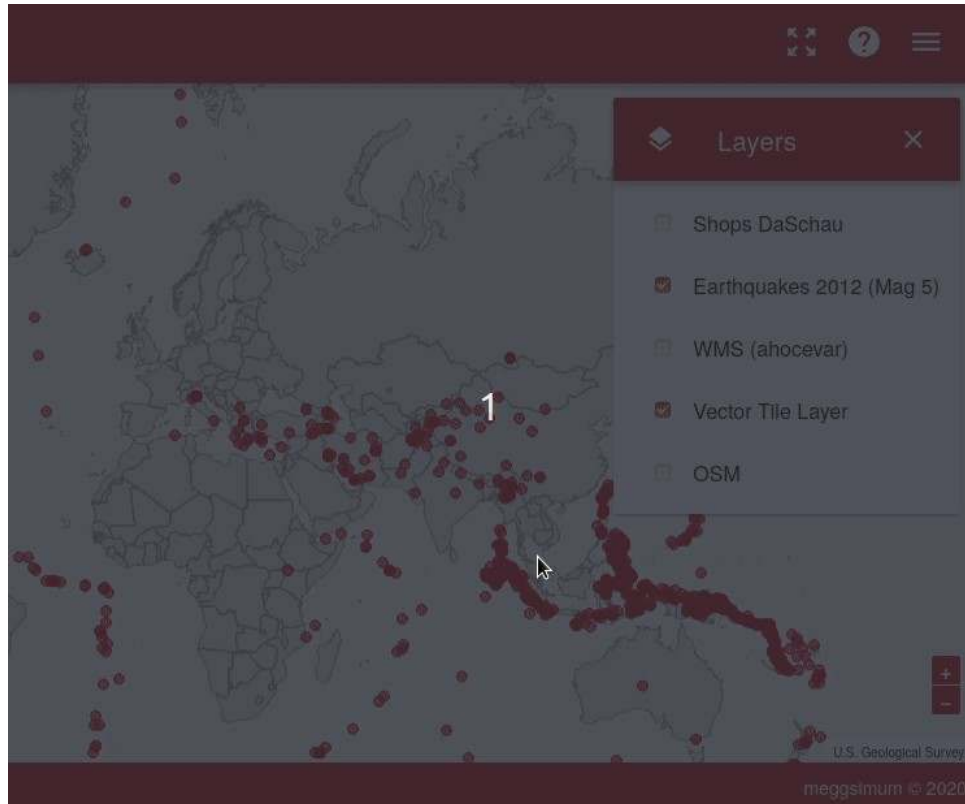 Layers
Shops DaSchau
Earthquakes 2012 (Mag 5)
WMS (ahocevar)
Vector Tile Layer
OSM
1
+
−
U.S. Geological Survey
meggsimum © 2020